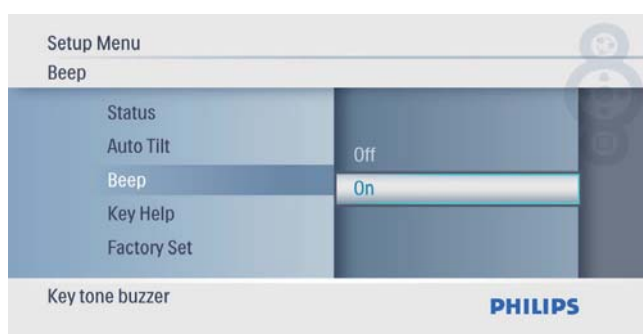 Setup Menu
Beep
Status
Auto Tilt
Beep
Key Help
Factory Set
Off
On
Key tone buzzer
PHILIPS